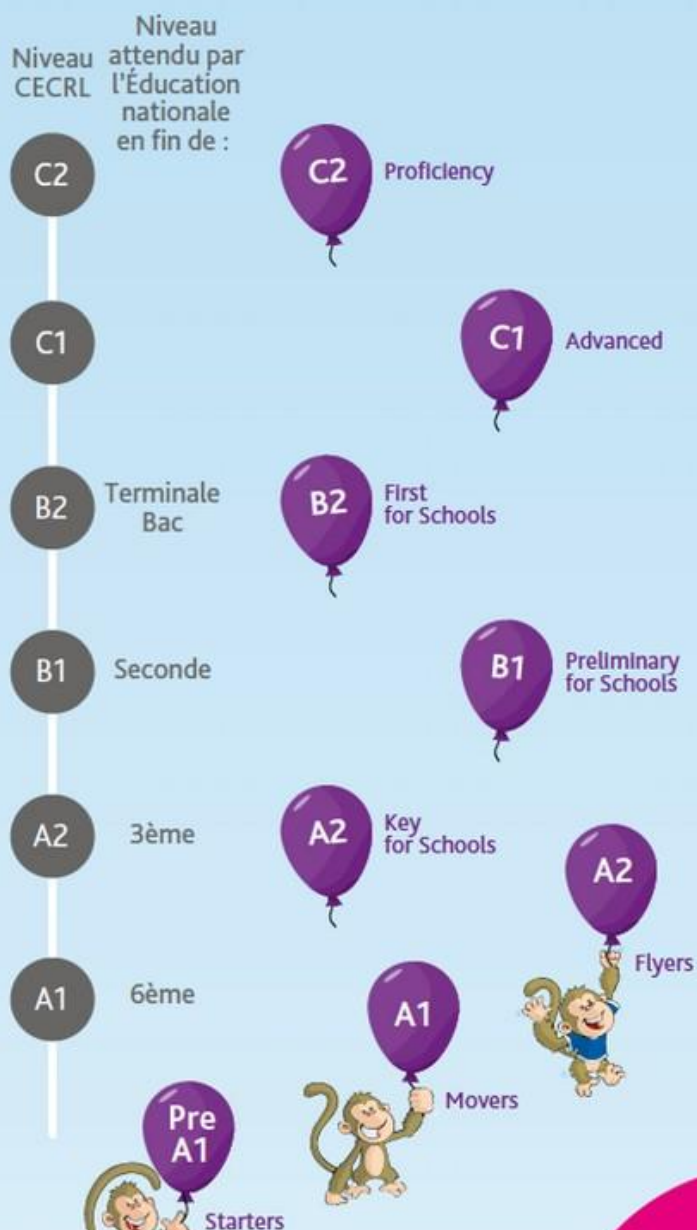 Niveau
CECRL
Niveau
attendu par
l'Éducation
nationale
en fin de :
C2
C2
Proficiency
C1
C1
Advanced
B2
Terminale
Bac
B2
First
for Schools
B1
Seconde
B1
Preliminary
for Schools
A2
3ème
A2
Key
for Schools
A2
Flyers
A1
6ème
A1
Movers
Pre
A1
Starters